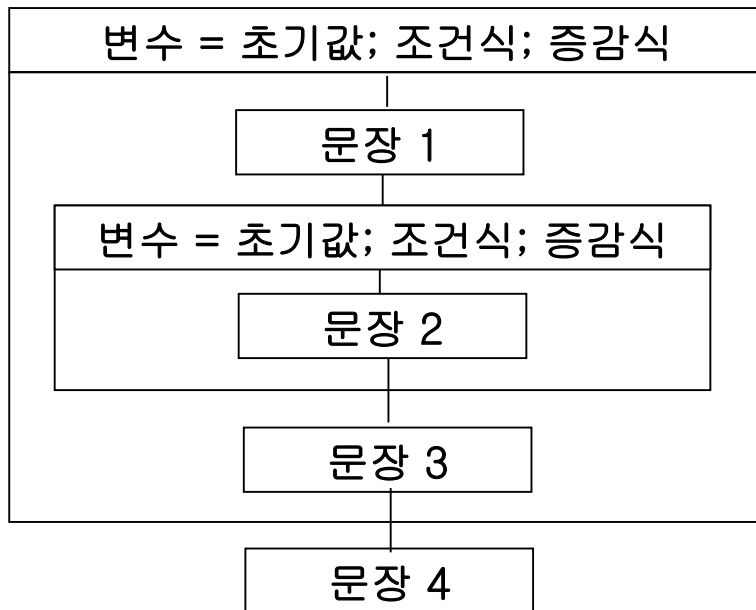 변수 = 초기값; 조건식; 증감식
문장 1
변수 = 초기값; 조건식; 증감식
문장 2
문장 3
문장 4